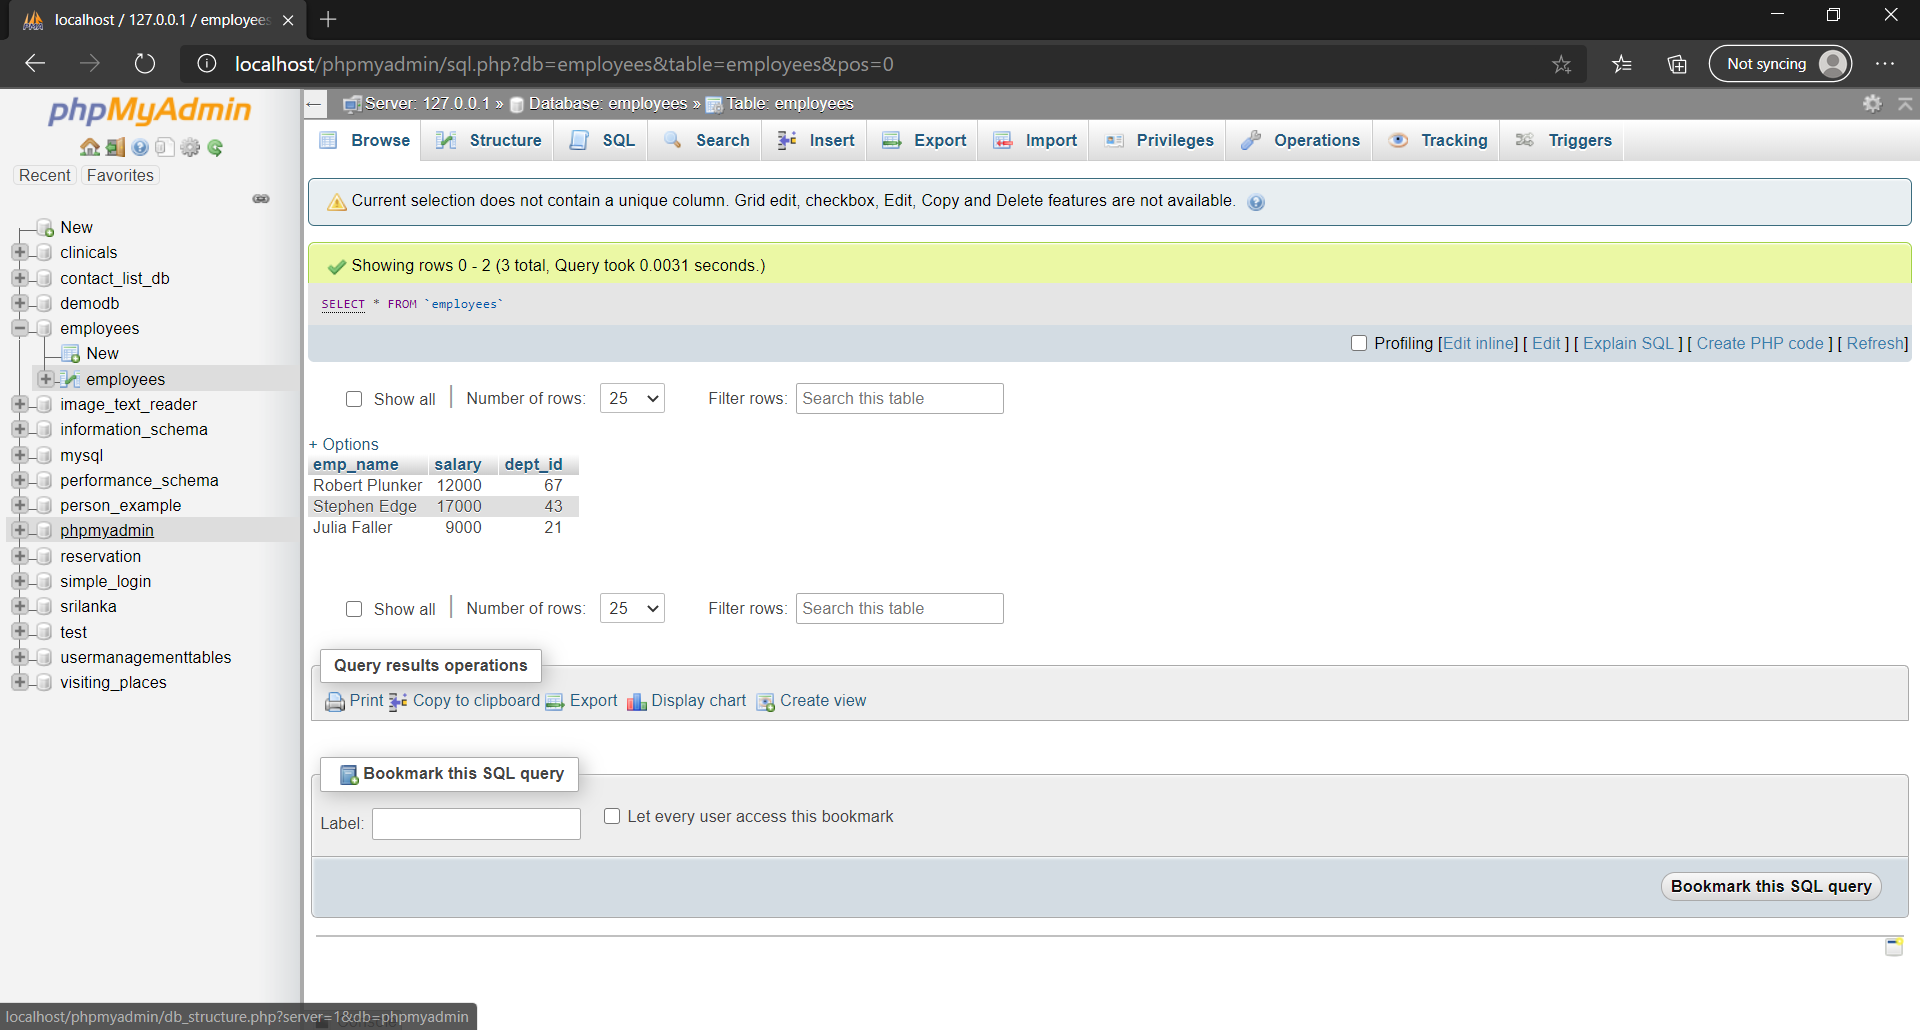 localhost / 127.0.0.1 / employees
localhost/phpmyadmin/sql.php?db=employees&table=employees&pos=0
Not syncing
phpMyAdmin
Recent
Favorites
New
clinicals
contact_list_db
demodb
employees
New
employees
image_text_reader
information_schema
mysql
performance_schema
person_example
phpmyadmin
reservation
simple_login
srilanka
test
usermanagementtables
visiting_places
localhost/phpmyadmin/db_structure.php?server=1&db=phpmyadmin
Server: 127.0.0.1 » Database: employees » Table: employees
Browse Structure SQL Search Insert Export Import Privileges Operations Tracking Triggers
Current selection does not contain a unique column. Grid edit, checkbox, Edit, Copy and Delete features are not available.
Showing rows 0 - 2 (3 total, Query took 0.0031 seconds.)
SELECT * FROM `employees`
Profiling [Edit inline] [ Edit ] [ Explain SQL ] [ Create PHP code ] [ Refresh]
Show all Number of rows: 25 Filter rows: Search this table
+ Options
emp_name salary dept_id
Robert Plunker 12000 67
Stephen Edge 17000 43
Julia Faller 9000 21
Show all Number of rows: 25 Filter rows: Search this table
Query results operations
Print Copy to clipboard Export Display chart Create view
Bookmark this SQL query
Label: Let every user access this bookmark
Bookmark this SQL query